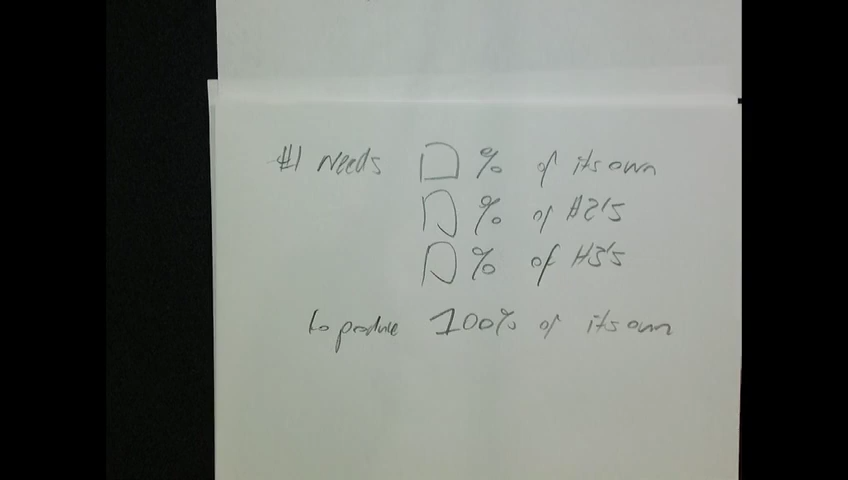 #1 needs □ % of its own
□ % of #2's
□ % of #3's
to produce 100% of its own